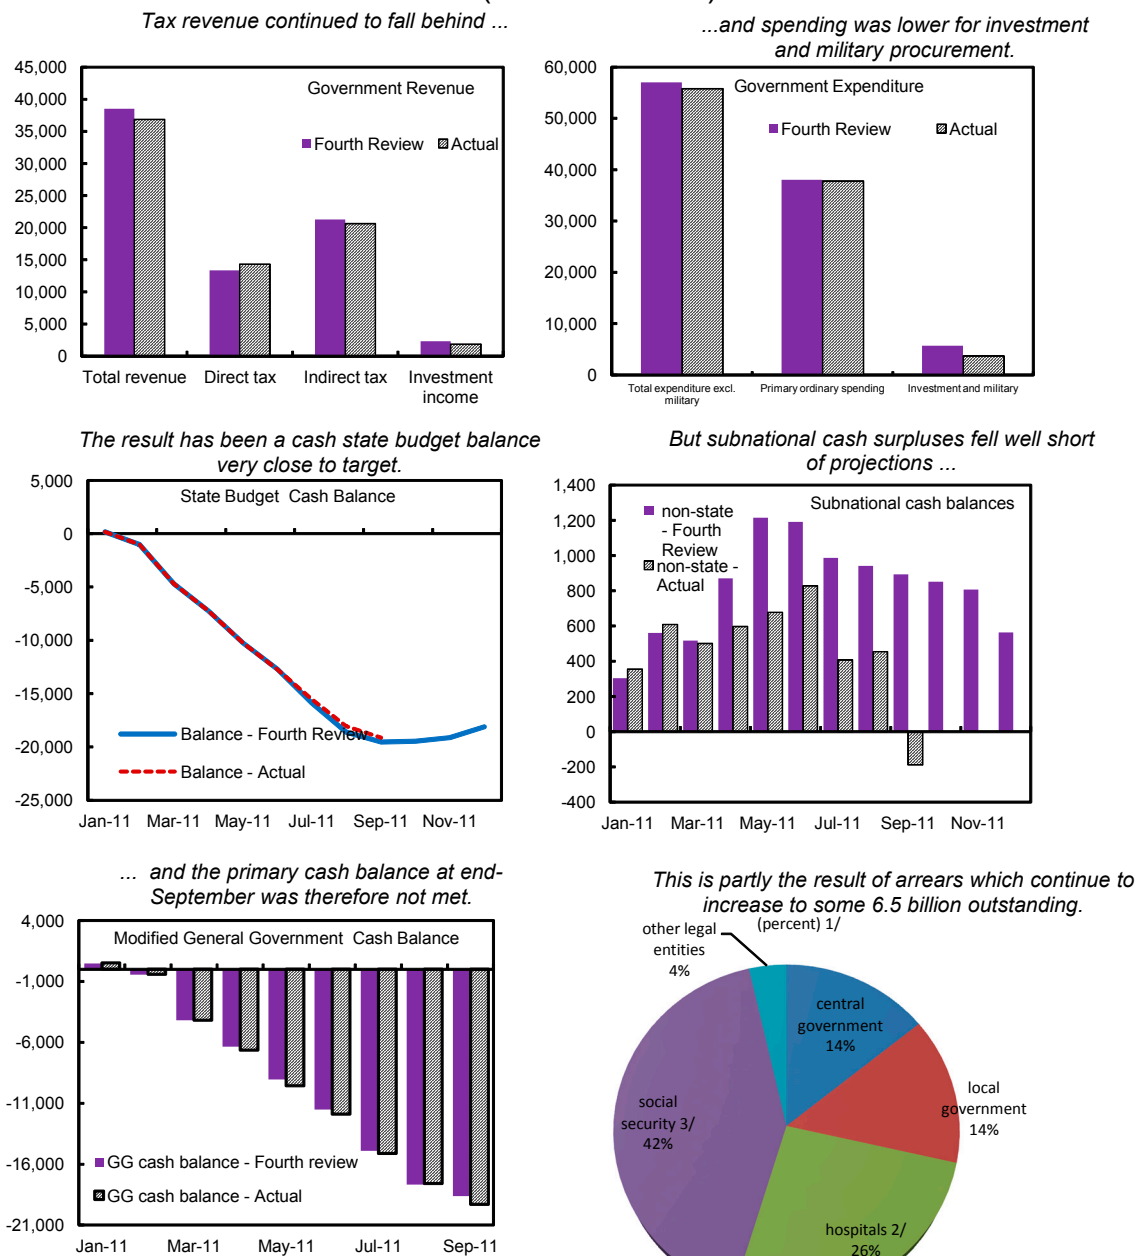 Tax revenue continued to fall behind ...
Government Revenue
Fourth Review Actual
45,000
40,000
35,000
30,000
25,000
20,000
15,000
10,000
5,000
0
Total revenue Direct tax Indirect tax Investment
income
...and spending was lower for investment
and military procurement.
Government Expenditure
Fourth Review Actual
60,000
50,000
40,000
30,000
20,000
10,000
0
Total expenditure excl.
military
Primary ordinary spending
Investment and military
The result has been a cash state budget balance
very close to target.
State Budget Cash Balance
5,000
0
-5,000
-10,000
-15,000
-20,000
-25,000
Balance - Fourth Review
Balance - Actual
Jan-11 Mar-11 May-11 Jul-11 Sep-11 Nov-11
But subnational cash surpluses fell well short
of projections ...
Subnational cash balances
non-state
- Fourth
Review
non-state -
Actual
1,400
1,200
1,000
800
600
400
200
0
-200
-400
Jan-11 Mar-11 May-11 Jul-11 Sep-11 Nov-11
... and the primary cash balance at end-
September was therefore not met.
Modified General Government Cash Balance
4,000
-1,000
-6,000
-11,000
-16,000
-21,000
GG cash balance - Fourth review
GG cash balance - Actual
Jan-11 Mar-11 May-11 Jul-11 Sep-11
This is partly the result of arrears which continue to
increase to some 6.5 billion outstanding.
(percent) 1/
other legal
entities
4%
central
government
14%
local
government
14%
hospitals 2/
26%
social
security 3/
42%